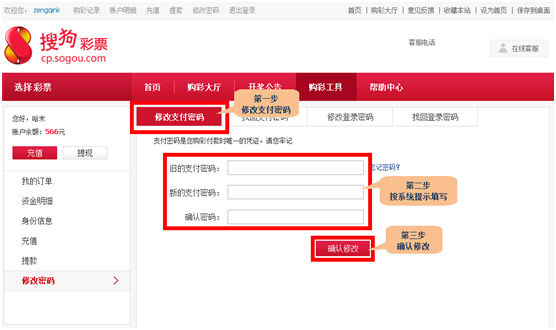 欢迎您， zengqink 购彩记录 账户明细 充值 提款 修改密码 退出登录 首页 | 购彩大厅 | 意见反馈 | 收藏本站 | 设为首页 | 保存到桌面
搜狗彩票
cp.sogou.com
客服电话
在线客服
选择彩票 首页 购彩大厅 开奖公告 购彩工具 帮助中心
第一步
修改支付密码
修改支付密码 找回支付密码 修改登录密码 找回登录密码
您好，哈米
账户余额：566元
充值 提现
支付密码是您购彩付款时唯一的凭证，请您牢记
旧的支付密码： 忘记密码?
新的支付密码：
确认密码：
第二步
按系统提示填写
确认修改
第三步
确认修改
我的订单
资金明细
身份信息
充值
提款
修改密码